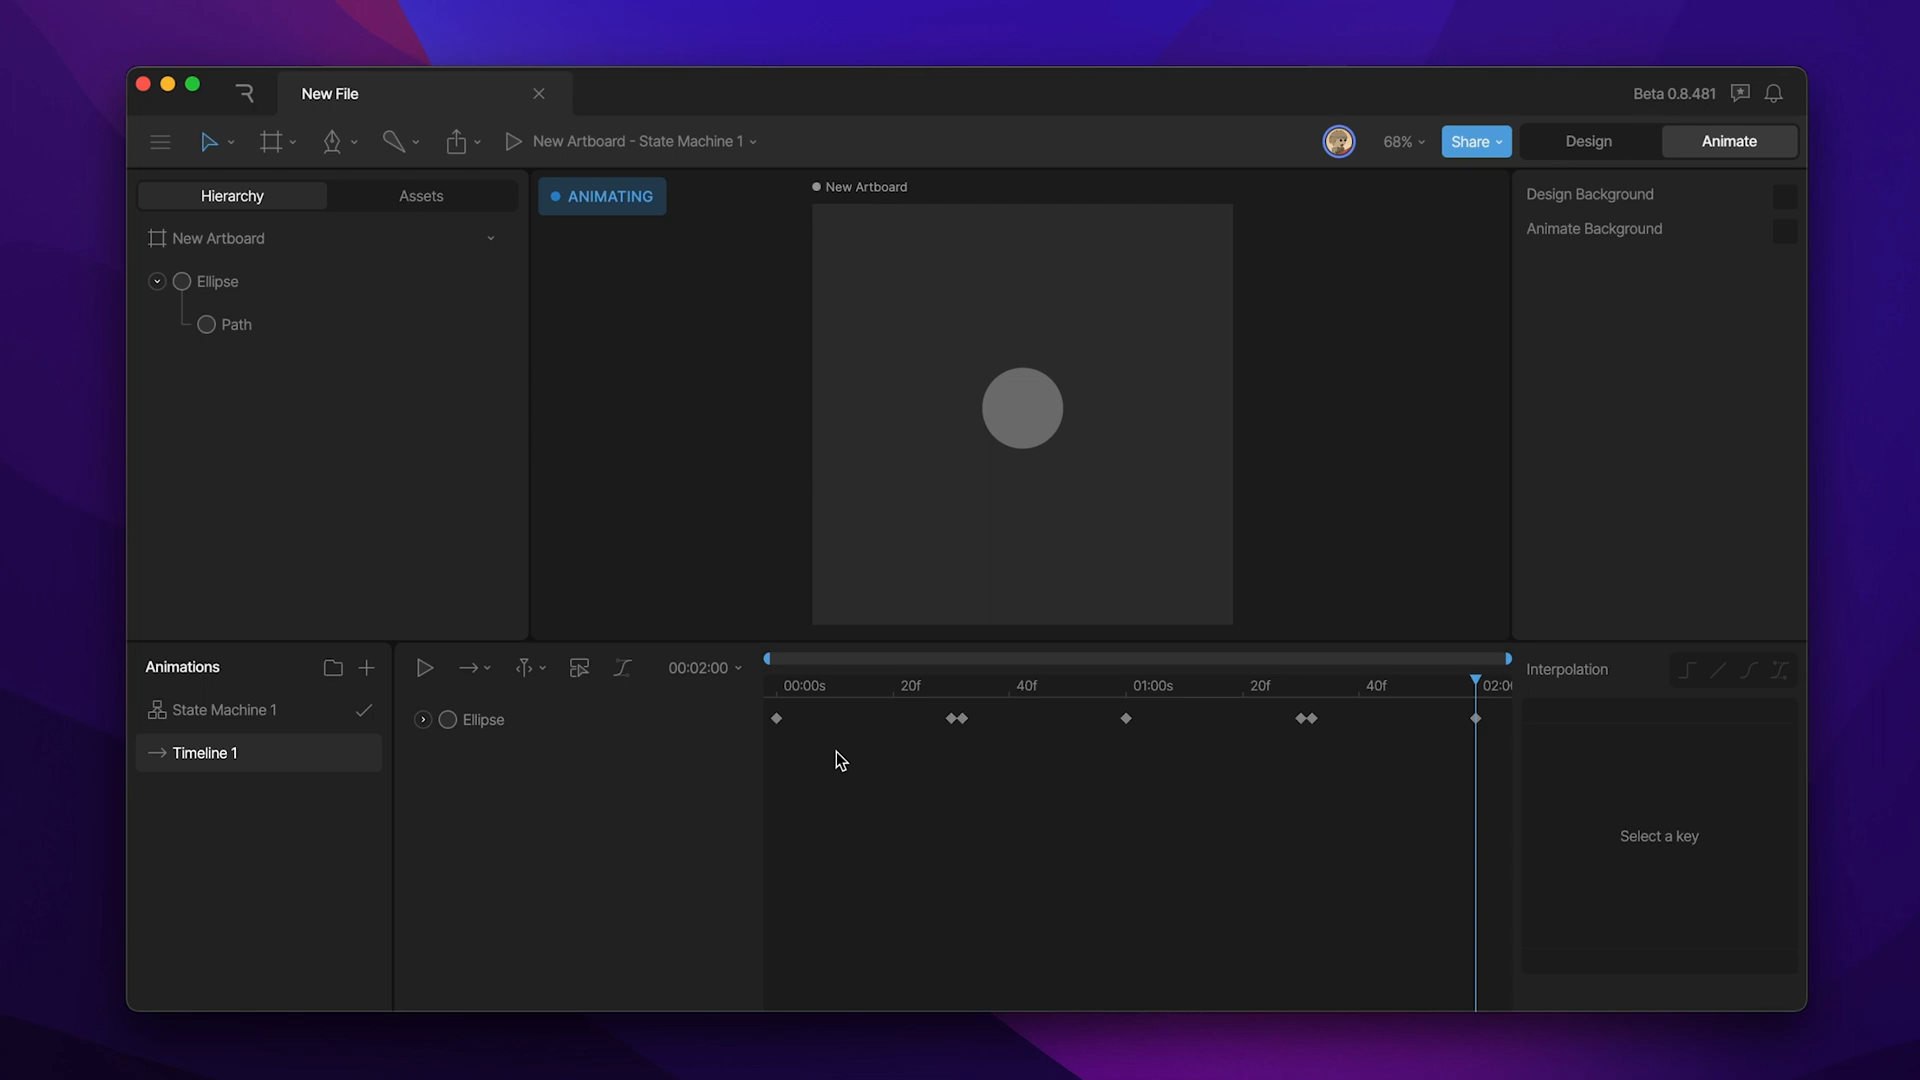 New File
Beta 0.8.481
New Artboard - State Machine 1
68%
Share
Design
Animate
Hierarchy
Assets
ANIMATING
New Artboard
Design Background
Animate Background
New Artboard
Ellipse
Path
Animations
00:02:00
Interpolation
00:00s
20f
40f
01:00s
20f
40f
State Machine 1
Ellipse
Timeline 1
Select a key